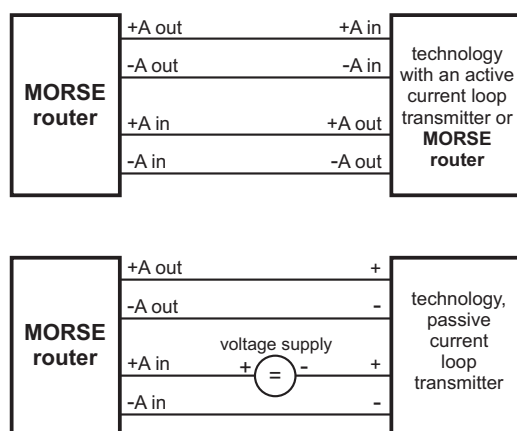 +A out
+A in
-A out
-A in
MORSE
router
+A in
+A out
-A in
-A out
technology
with an active
current loop
transmitter or
MORSE
router
+A out
+
-A out
-
MORSE
router
voltage supply
+A in
+ = -
+
-A in
-
technology,
passive
current
loop
transmitter